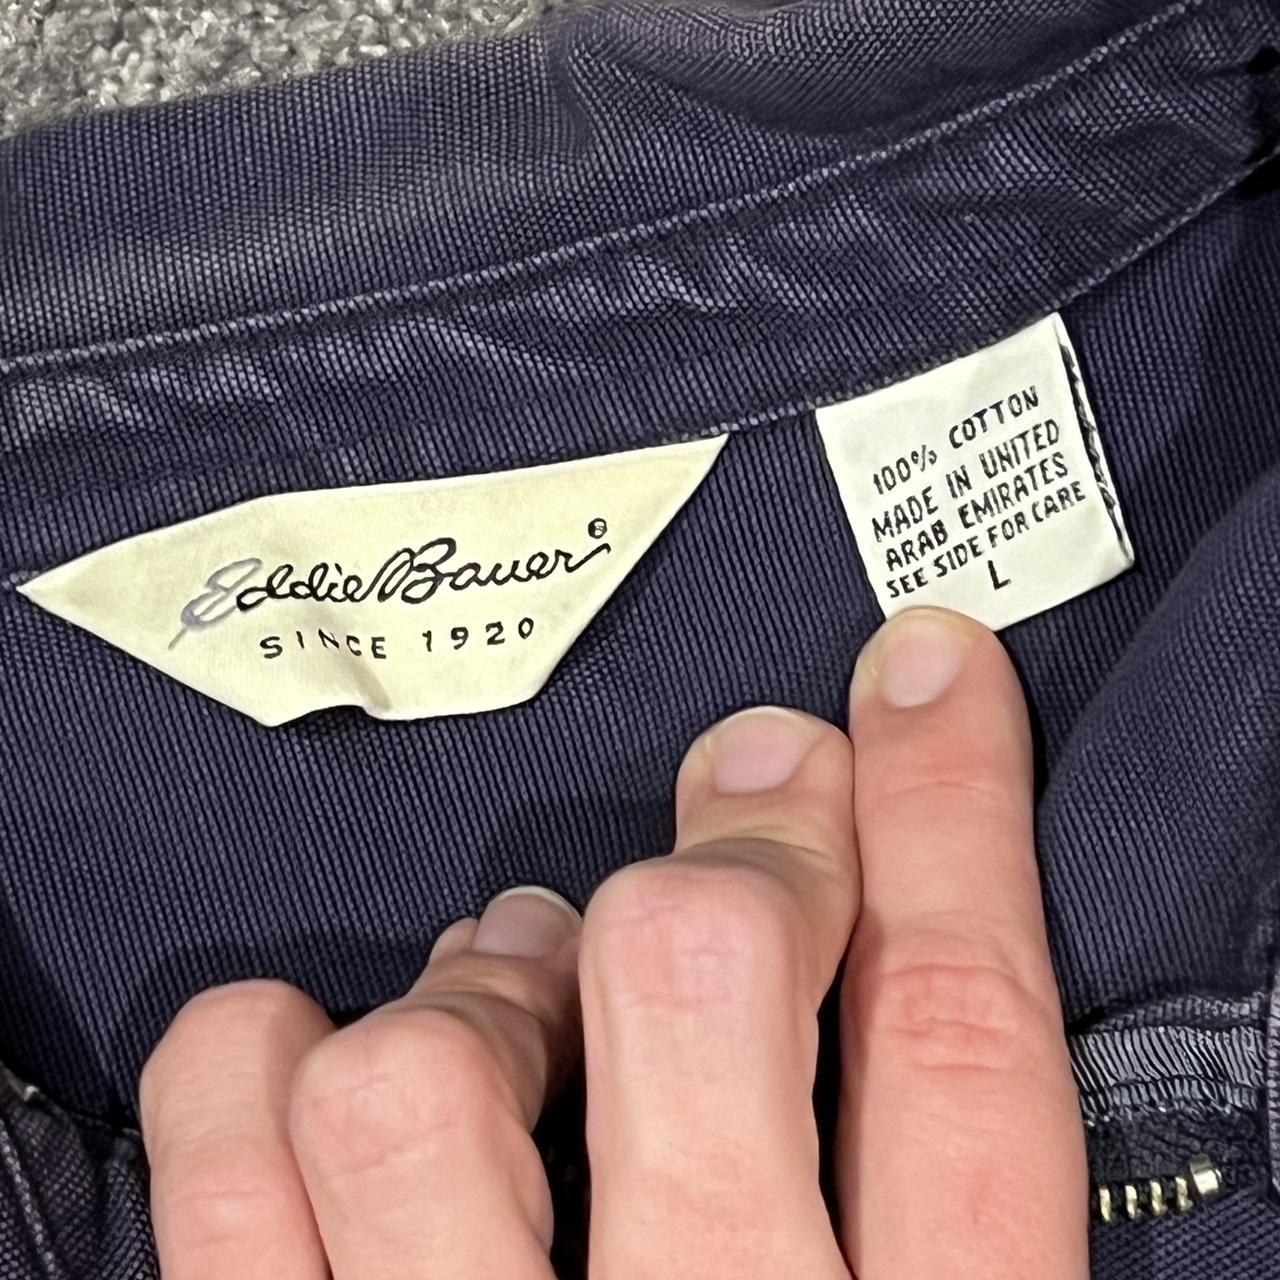 Eddie Bauer®
SINCE 1920
100% COTTON
MADE IN UNITED
ARAB EMIRATES
SEE SIDE FOR CARE
L